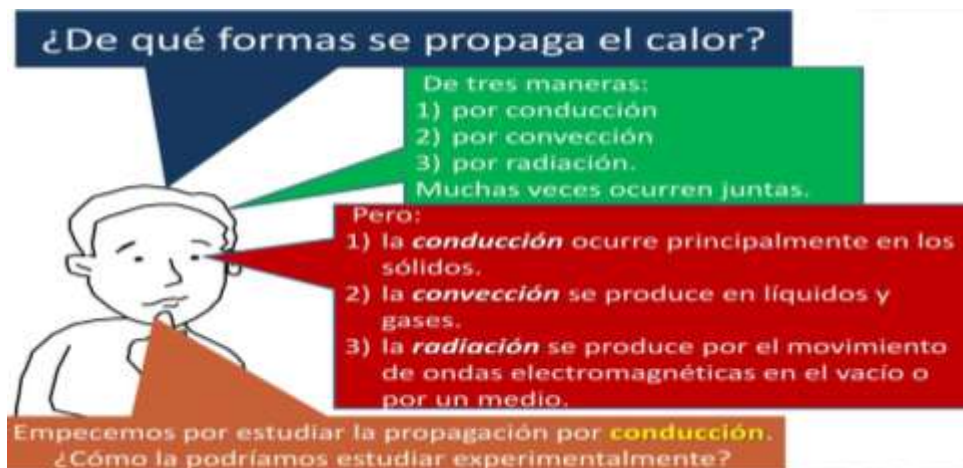 ¿De qué formas se propaga el calor?
De tres maneras:
1) por conducción
2) por convección
3) por radiación.
Muchas veces ocurren juntas.
Pero:
1) la conducción ocurre principalmente en los
sólidos.
2) la convección se produce en líquidos y
gases.
3) la radiación se produce por el movimiento
de ondas electromagnéticas en el vacío o
por un medio.
Empecemos por estudiar la propagación por conducción.
¿Cómo la podríamos estudiar experimentalmente?